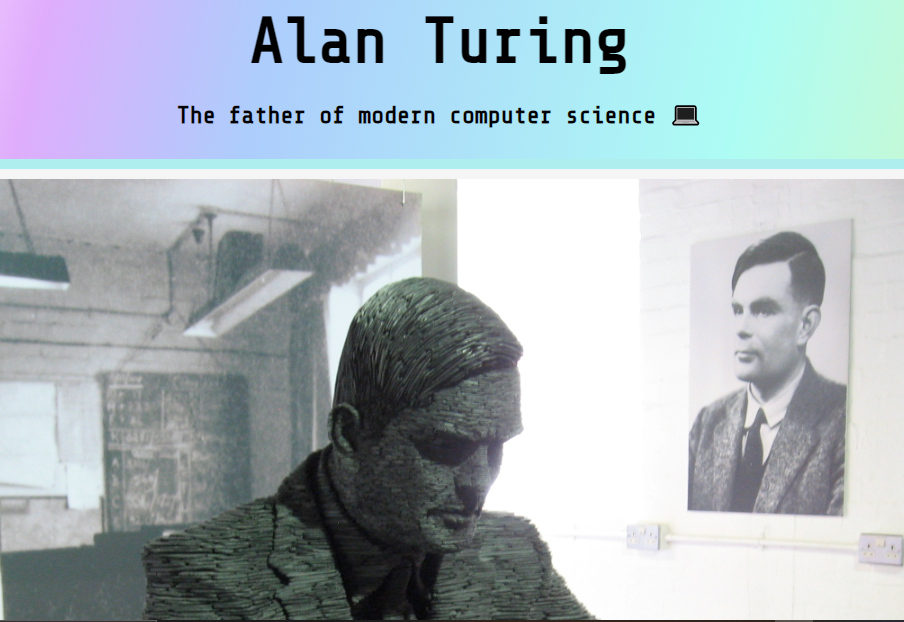 Alan Turing
The father of modern computer science 💻